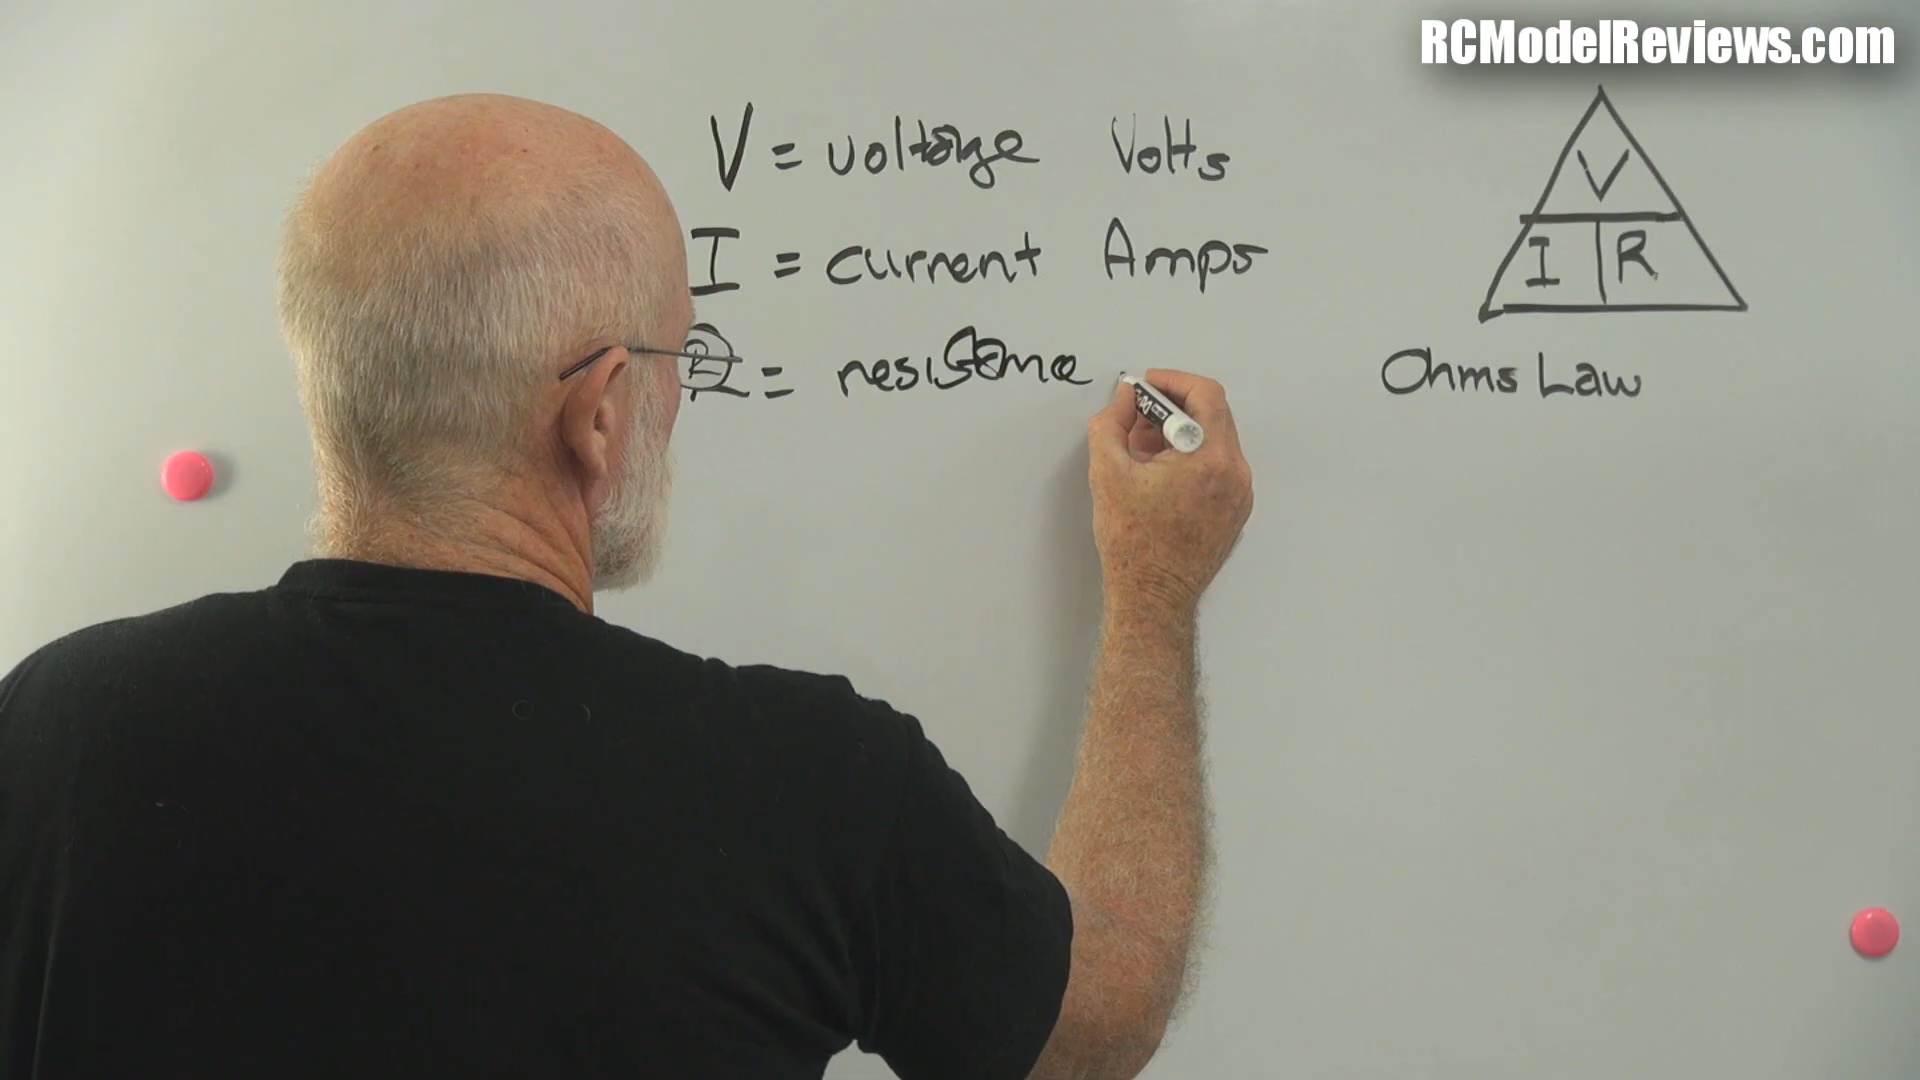 RCModelReviews.com
V = voltage Volts
I = current Amps
R = resistance
V
I R
Ohms Law